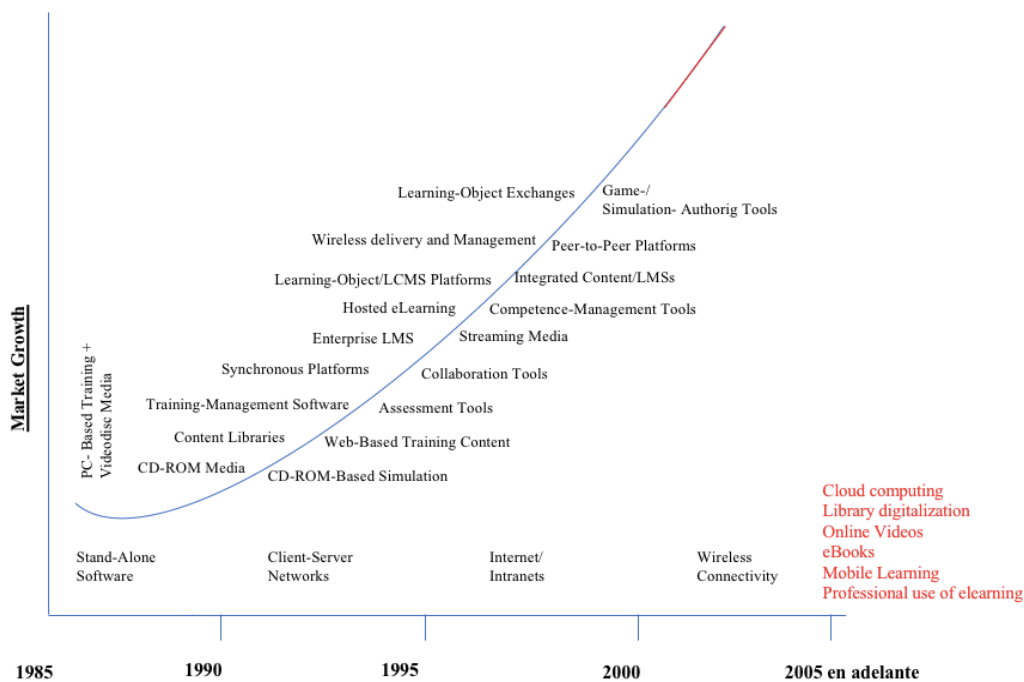 Learning-Object Exchanges
Game-/
Simulation- Authorig Tools
Wireless delivery and Management
Peer-to-Peer Platforms
Learning-Object/LCMS Platforms
Integrated Content/LMSs
Hosted eLearning
Competence-Management Tools
Enterprise LMS
Streaming Media
Market Growth
PC- Based Training +
Videodisc Media
Synchronous Platforms
Collaboration Tools
Training-Management Software
Assessment Tools
Content Libraries
Web-Based Training Content
CD-ROM Media
CD-ROM-Based Simulation
Cloud computing
Library digitalization
Online Videos
eBooks
Mobile Learning
Professional use of elearning
Stand-Alone
Software
Client-Server
Networks
Internet/
Intranets
Wireless
Connectivity
1985
1990
1995
2000
2005 en adelante